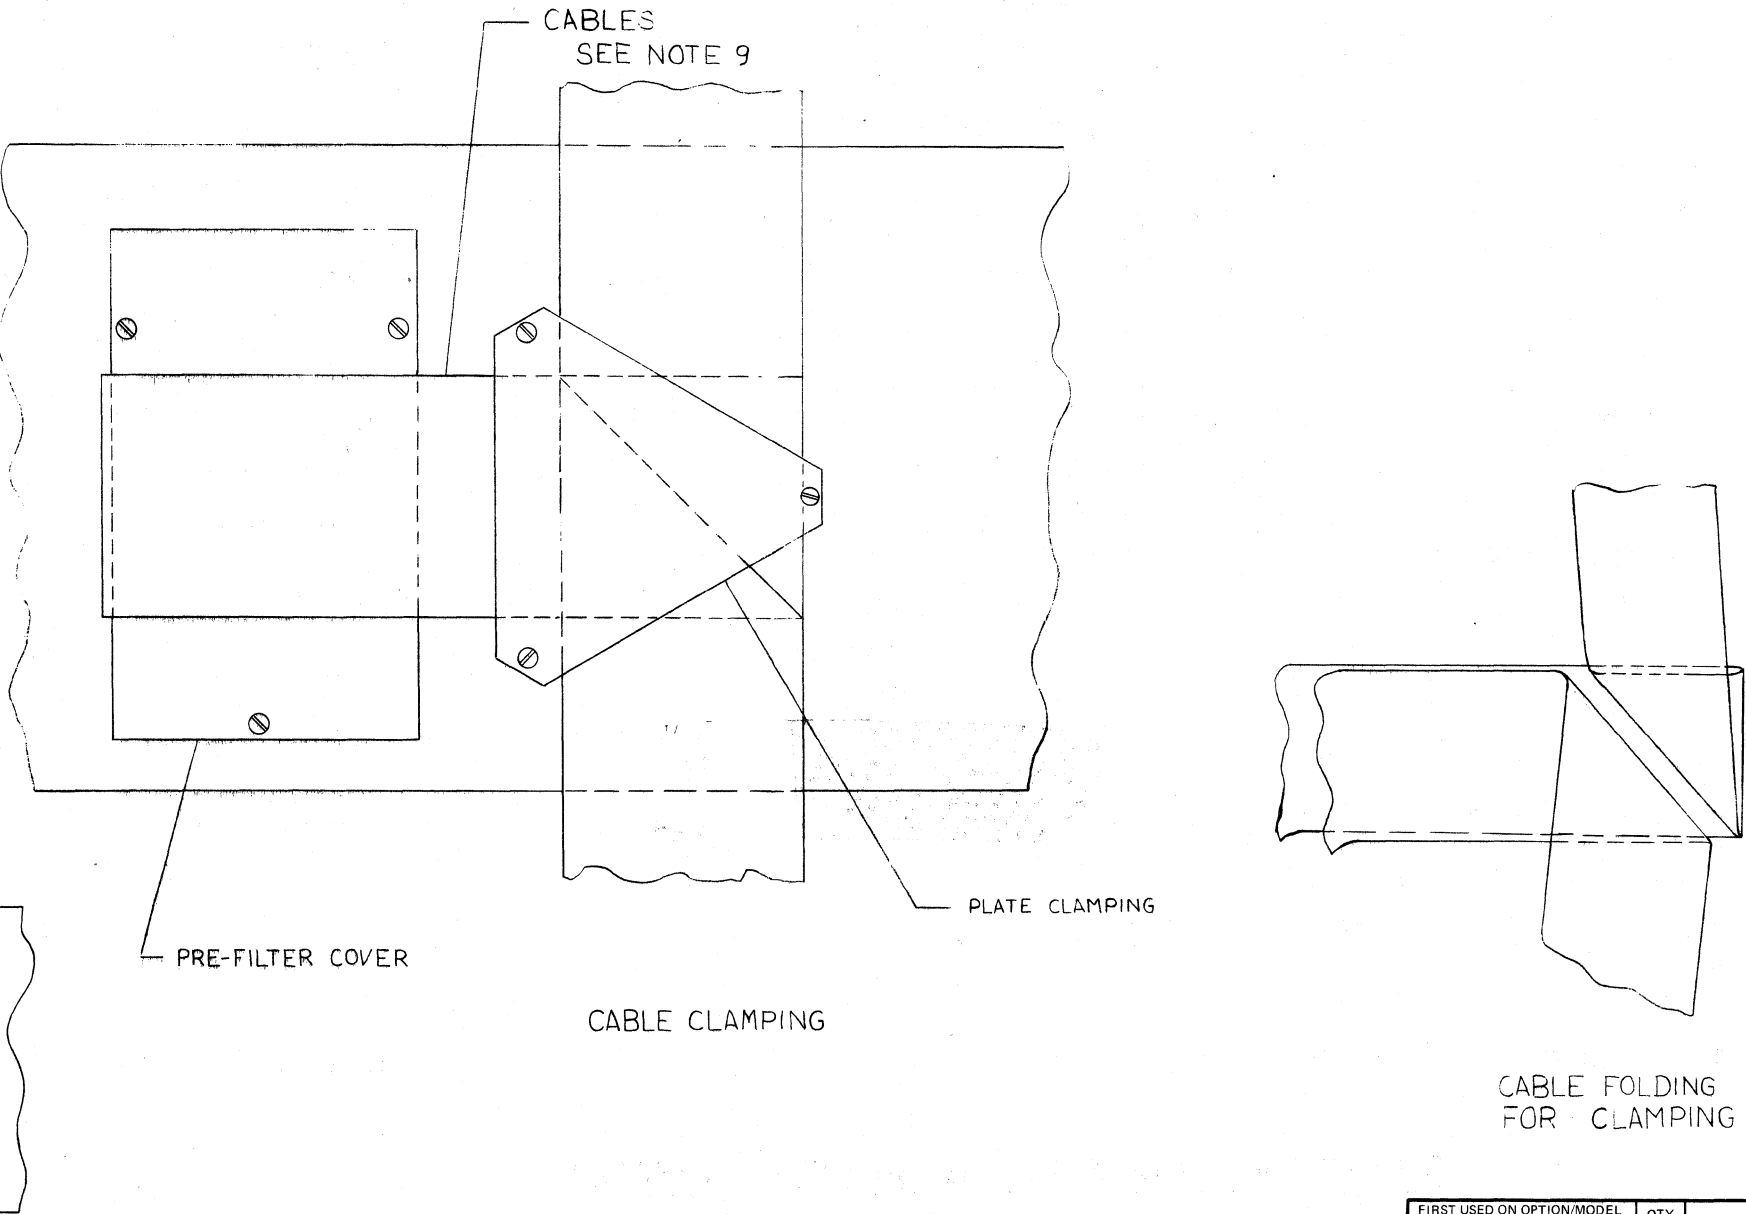 CABLES
SEE NOTE 9
PLATE CLAMPING
PRE-FILTER COVER
CABLE CLAMPING
CABLE FOLDING
FOR CLAMPING
FIRST USED ON OPTION/MODEL
QTY